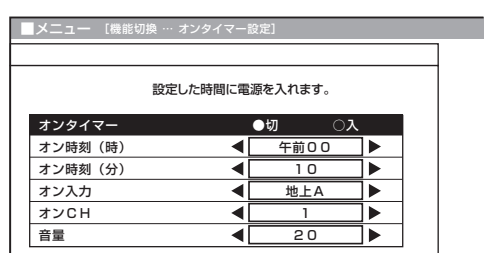 ■メニュー [機能切換 … オンタイマー設定]
設定した時間に電源を入れます。
オンタイマー ●切 ○入
オン時刻(時) ◀ 午前00 ▶
オン時刻(分) ◀ 10 ▶
オン入力 ◀ 地上A ▶
オンCH ◀ 1 ▶
音量 ◀ 20 ▶